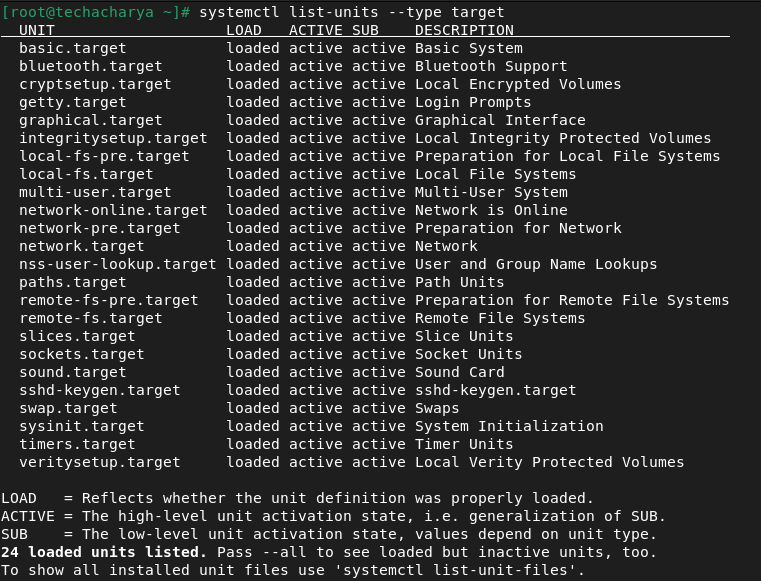 [root@techacharya ~]# systemctl list-units --type target
  UNIT                   LOAD   ACTIVE SUB    DESCRIPTION
  basic.target           loaded active active Basic System
  bluetooth.target       loaded active active Bluetooth Support
  cryptsetup.target      loaded active active Local Encrypted Volumes
  getty.target           loaded active active Login Prompts
  graphical.target       loaded active active Graphical Interface
  integritysetup.target  loaded active active Local Integrity Protected Volumes
  local-fs-pre.target    loaded active active Preparation for Local File Systems
  local-fs.target        loaded active active Local File Systems
  multi-user.target      loaded active active Multi-User System
  network-online.target  loaded active active Network is Online
  network-pre.target     loaded active active Preparation for Network
  network.target         loaded active active Network
  nss-user-lookup.target loaded active active User and Group Name Lookups
  paths.target           loaded active active Path Units
  remote-fs-pre.target   loaded active active Preparation for Remote File Systems
  remote-fs.target       loaded active active Remote File Systems
  slices.target          loaded active active Slice Units
  sockets.target         loaded active active Socket Units
  sound.target           loaded active active Sound Card
  sshd-keygen.target     loaded active active sshd-keygen.target
  swap.target            loaded active active Swaps
  sysinit.target         loaded active active System Initialization
  timers.target          loaded active active Timer Units
  veritysetup.target     loaded active active Local Verity Protected Volumes

LOAD   = Reflects whether the unit definition was properly loaded.
ACTIVE = The high-level unit activation state, i.e. generalization of SUB.
SUB    = The low-level unit activation state, values depend on unit type.
24 loaded units listed. Pass --all to see loaded but inactive units, too.
To show all installed unit files use 'systemctl list-unit-files'.